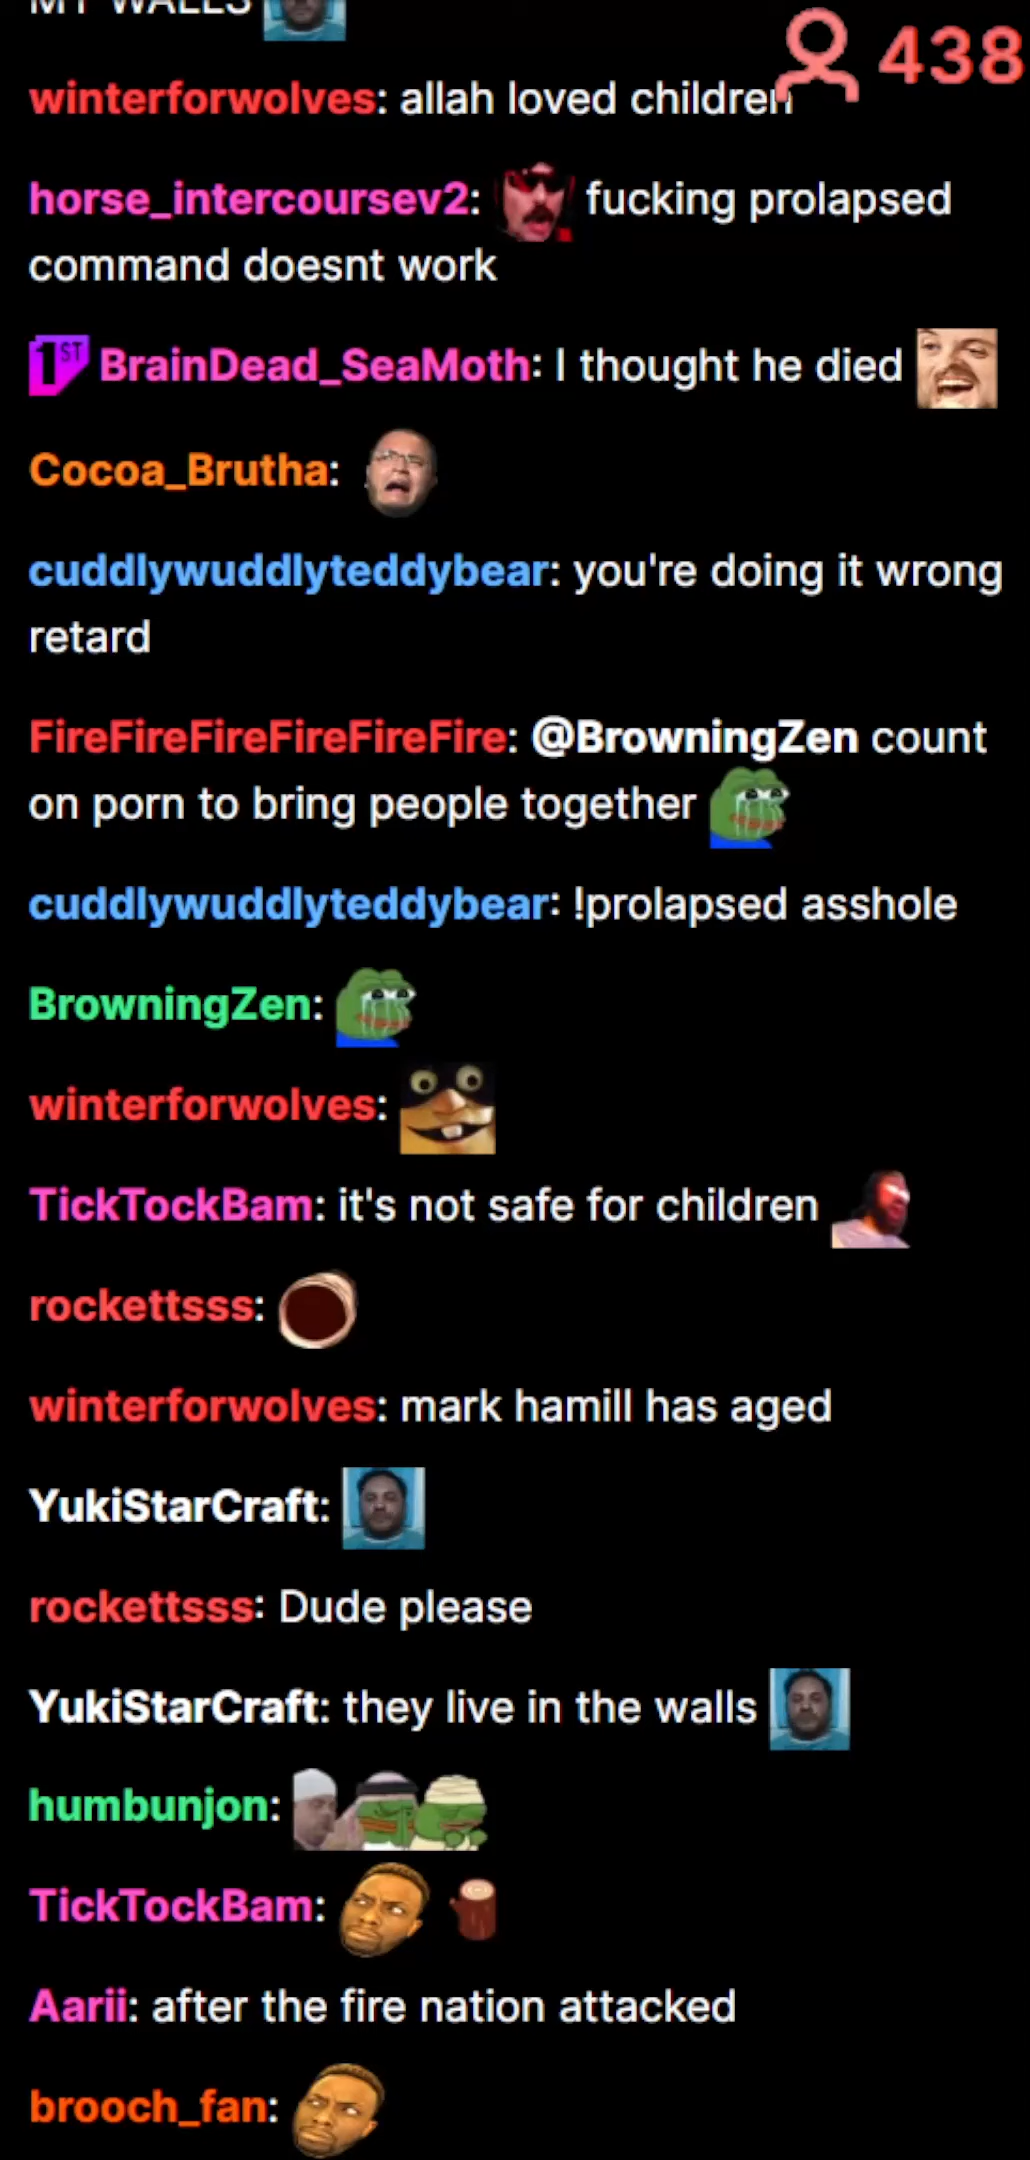 MY WALLS
438
winterforwolves: allah loved children
horse_intercoursev2: fucking prolapsed
command doesnt work
1ST BrainDead_SeaMoth: I thought he died
Cocoa_Brutha:
cuddlywuddlyteddybear: you're doing it wrong
retard
FireFireFireFireFireFire: @BrowningZen count
on porn to bring people together
cuddlywuddlyteddybear: !prolapsed asshole
BrowningZen:
winterforwolves:
TickTockBam: it's not safe for children
rockettsss:
winterforwolves: mark hamill has aged
YukiStarCraft:
rockettsss: Dude please
YukiStarCraft: they live in the walls
humbunjon:
TickTockBam:
Aarii: after the fire nation attacked
brooch_fan: